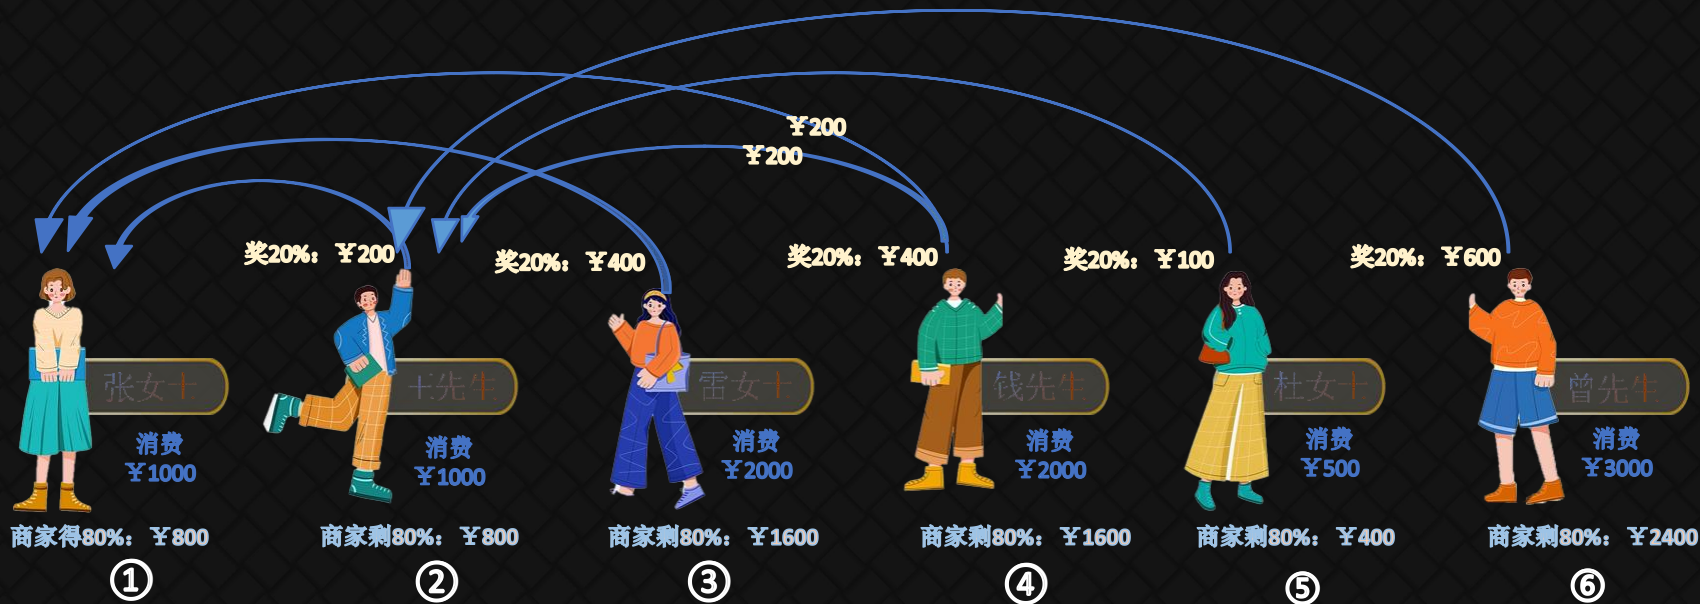 ￥200
￥200
奖20%：￥200
奖20%：￥400
奖20%：￥400
奖20%：￥100
奖20%：￥600
张女士
王先生
雷女士
钱先生
杜女士
曾先生
消费
￥1000
消费
￥1000
消费
￥2000
消费
￥2000
消费
￥500
消费
￥3000
商家得80%：￥800
商家剩80%：￥800
商家剩80%：￥1600
商家剩80%：￥1600
商家剩80%：￥400
商家剩80%：￥2400
①
②
③
④
⑤
⑥